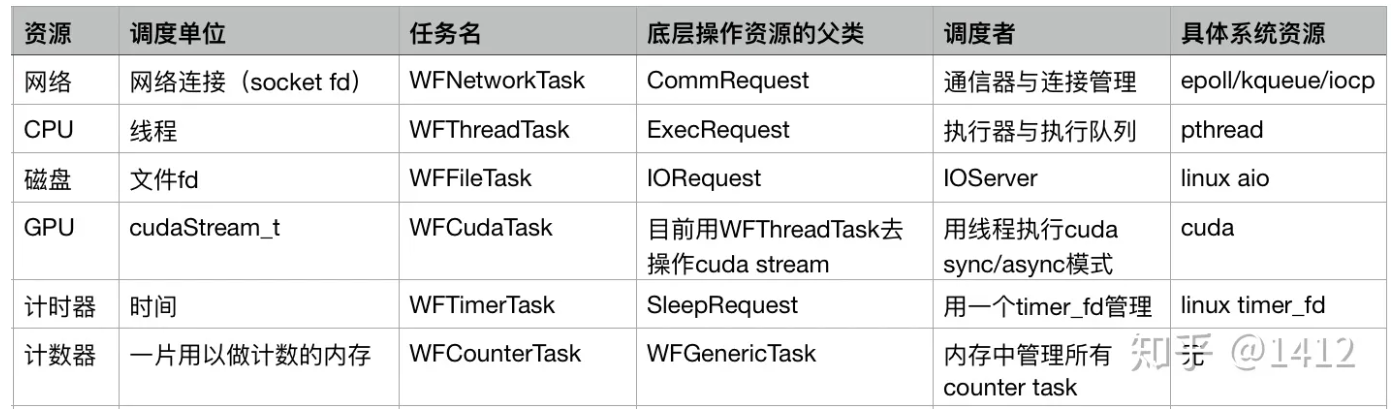 资源 调度单位 任务名 底层操作资源的父类 调度者 具体系统资源
网络 网络连接（socket fd） WFNetworkTask CommRequest 通信器与连接管理 epoll/kqueue/iocp
CPU 线程 WFThreadTask ExecRequest 执行器与执行队列 pthread
磁盘 文件fd WFFileTask IORequest IOServer linux aio
GPU cudaStream_t WFCudaTask 目前用WFThreadTask去 用线程执行cuda cuda
操作cuda stream sync/async模式
计时器 时间 WFTimerTask SleepRequest 用一个timer_fd管理 linux timer_fd
计数器 一片用以做计数的内存 WFCounterTask WFGenericTask 内存中管理所有 无
counter task
知乎 @1412